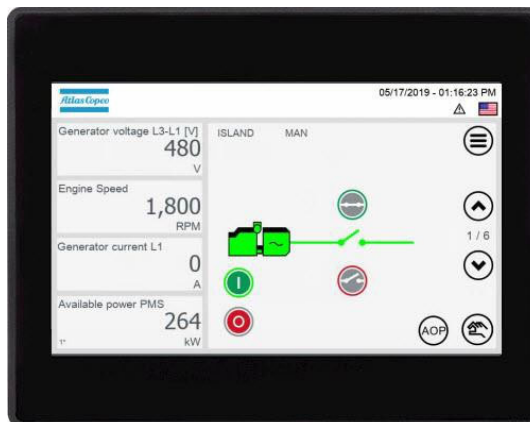 Atlas Copco
05/17/2019 - 01:16:23 PM
Generator voltage L3-L1 [V]
480
V
ISLAND MAN
Engine Speed
1,800
RPM
1 / 6
Generator current L1
0
A
I
Available power PMS
264
kW
O
AOP